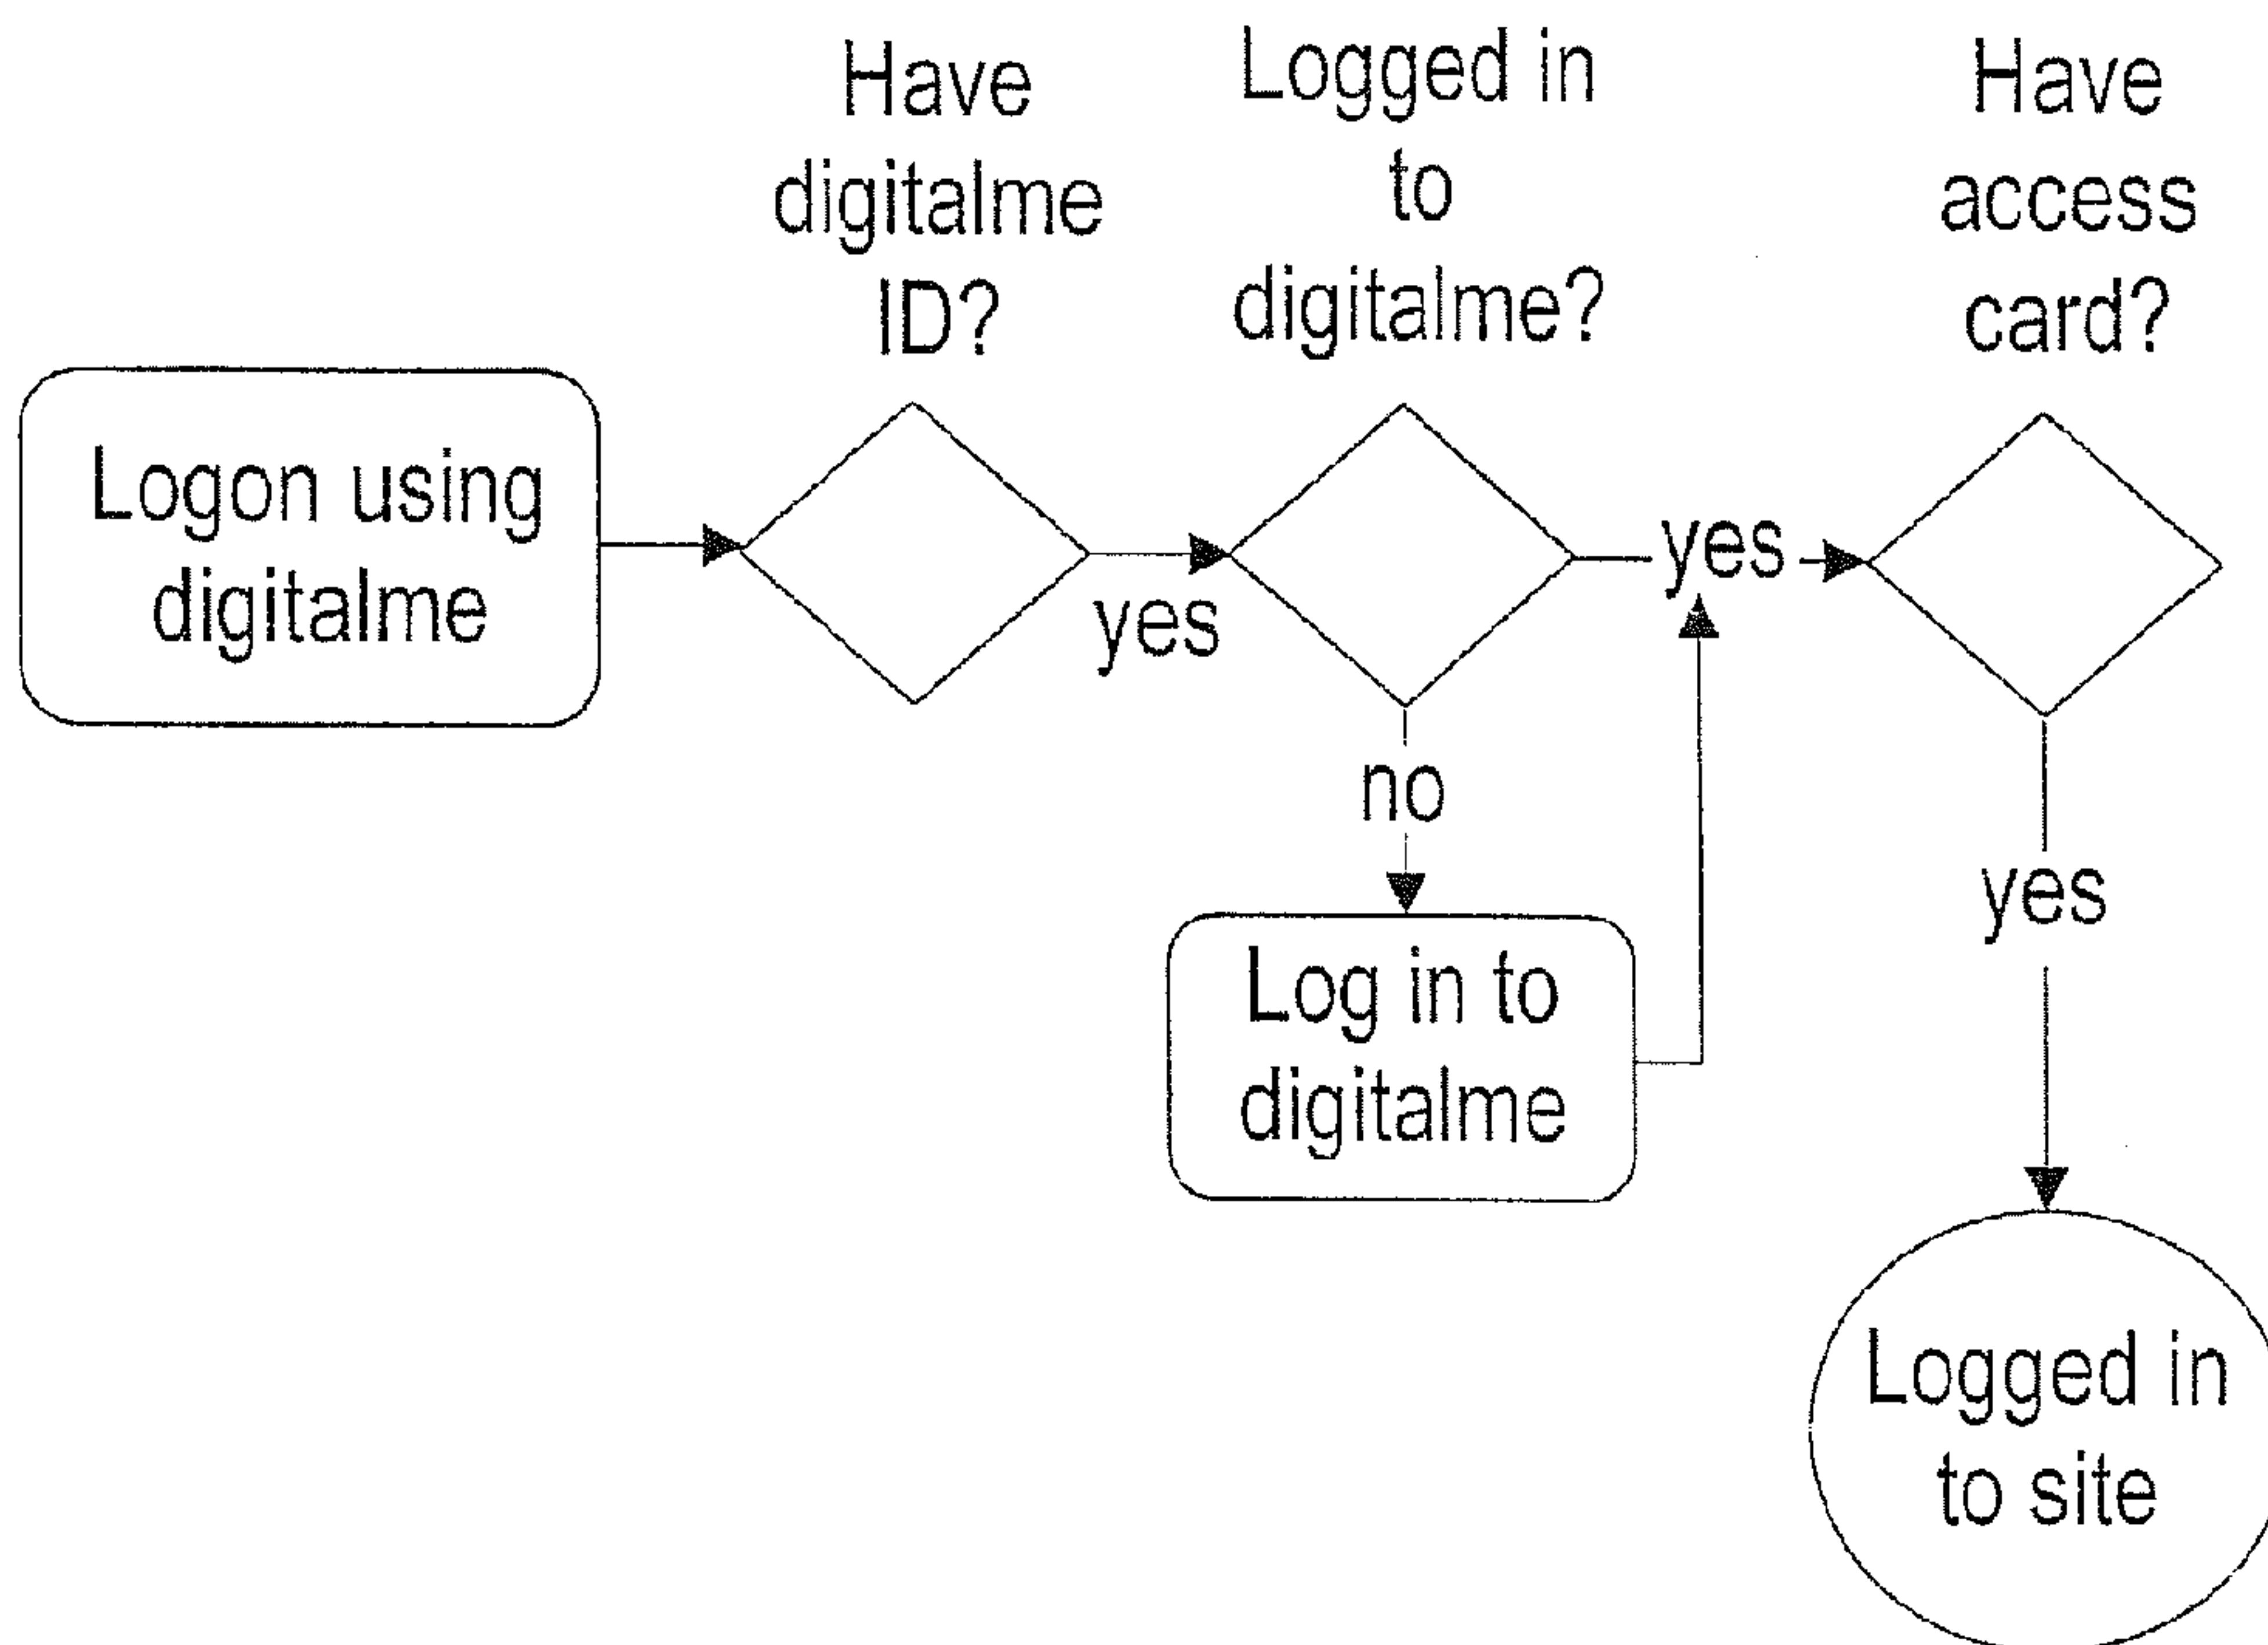 Have
digitalme
ID?
Logged in
to
digitalme?
Have
access
card?
Logon using
digitalme
yes
yes
no
yes
Log in to
digitalme
Logged in
to site